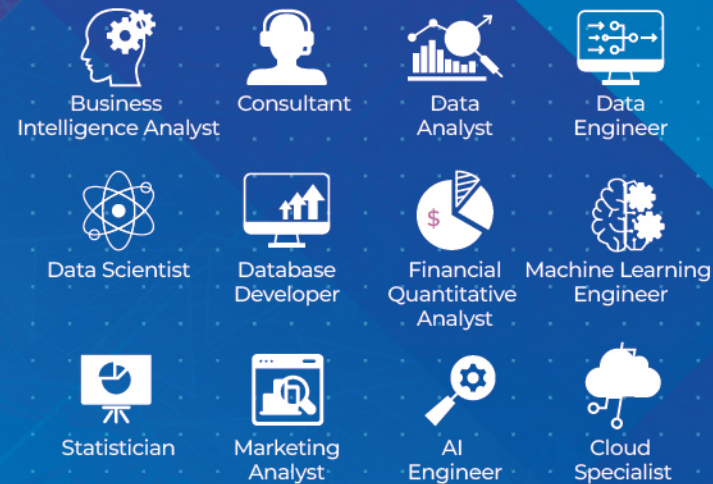 Business
Intelligence Analyst
Consultant
Data
Analyst
Data
Engineer
Data Scientist
Database
Developer
$
Financial
Quantitative
Analyst
Machine Learning
Engineer
Statistician
Marketing
Analyst
AI
Engineer
Cloud
Specialist